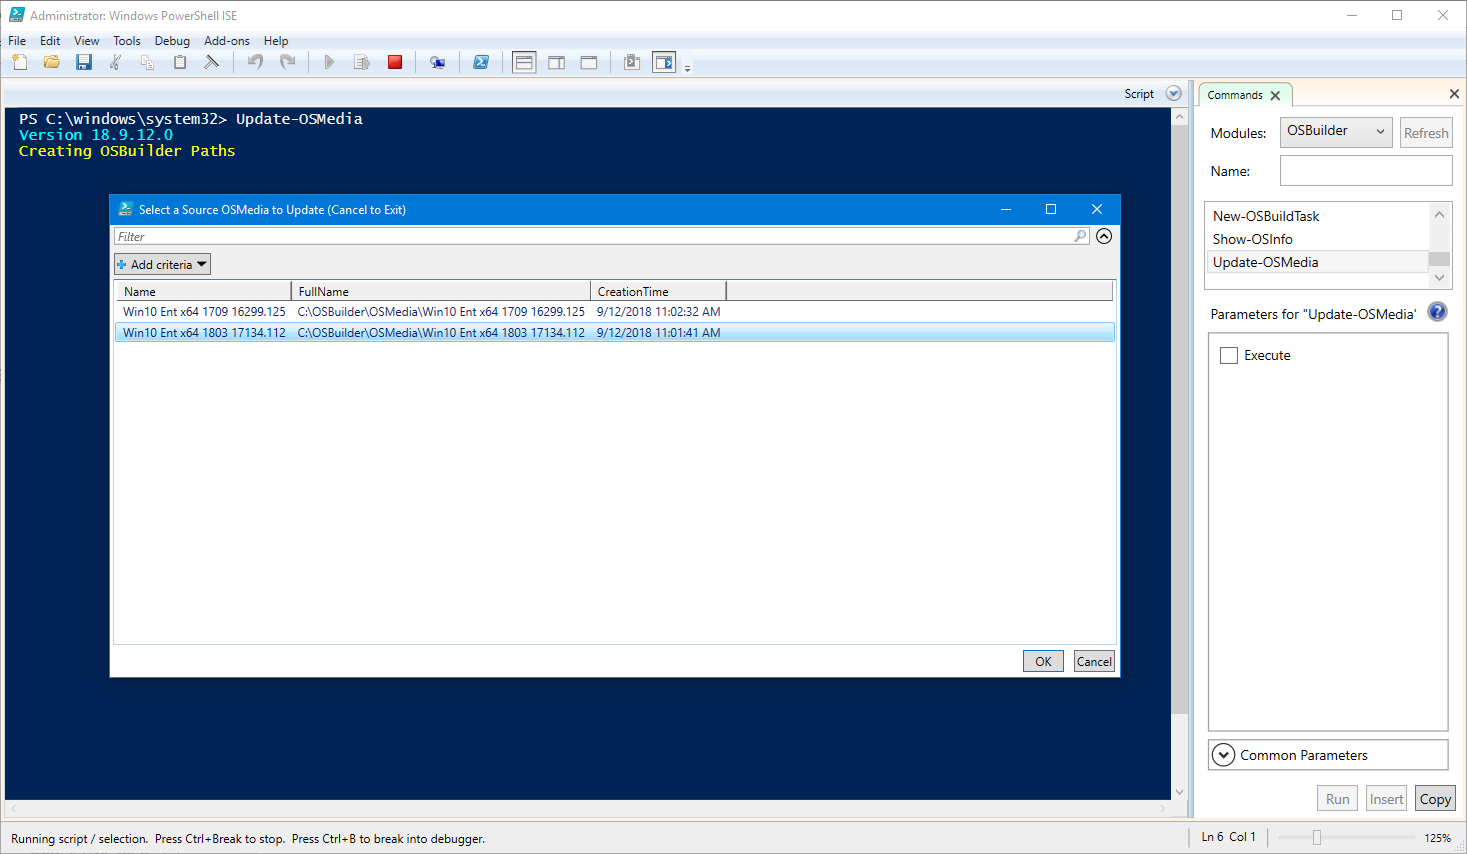 Administrator: Windows PowerShell ISE
File Edit View Tools Debug Add-ons Help
Script
PS C:\windows\system32> Update-OSMedia
Version 18.9.12.0
Creating OSBuilder Paths
Select a Source OSMedia to Update (Cancel to Exit)
Filter
Add criteria
Name FullName CreationTime
Win10 Ent x64 1709 16299.125 C:\OSBuilder\OSMedia\Win10 Ent x64 1709 16299.125 9/12/2018 11:02:32 AM
Win10 Ent x64 1803 17134.112 C:\OSBuilder\OSMedia\Win10 Ent x64 1803 17134.112 9/12/2018 11:01:41 AM
OK Cancel
Commands
Modules: OSBuilder Refresh
Name:
New-OSBuildTask
Show-OSInfo
Update-OSMedia
Parameters for "Update-OSMedia"
Execute
Common Parameters
Run Insert Copy
Running script / selection. Press Ctrl+Break to stop. Press Ctrl+B to break into debugger.
Ln 6 Col 1
125%